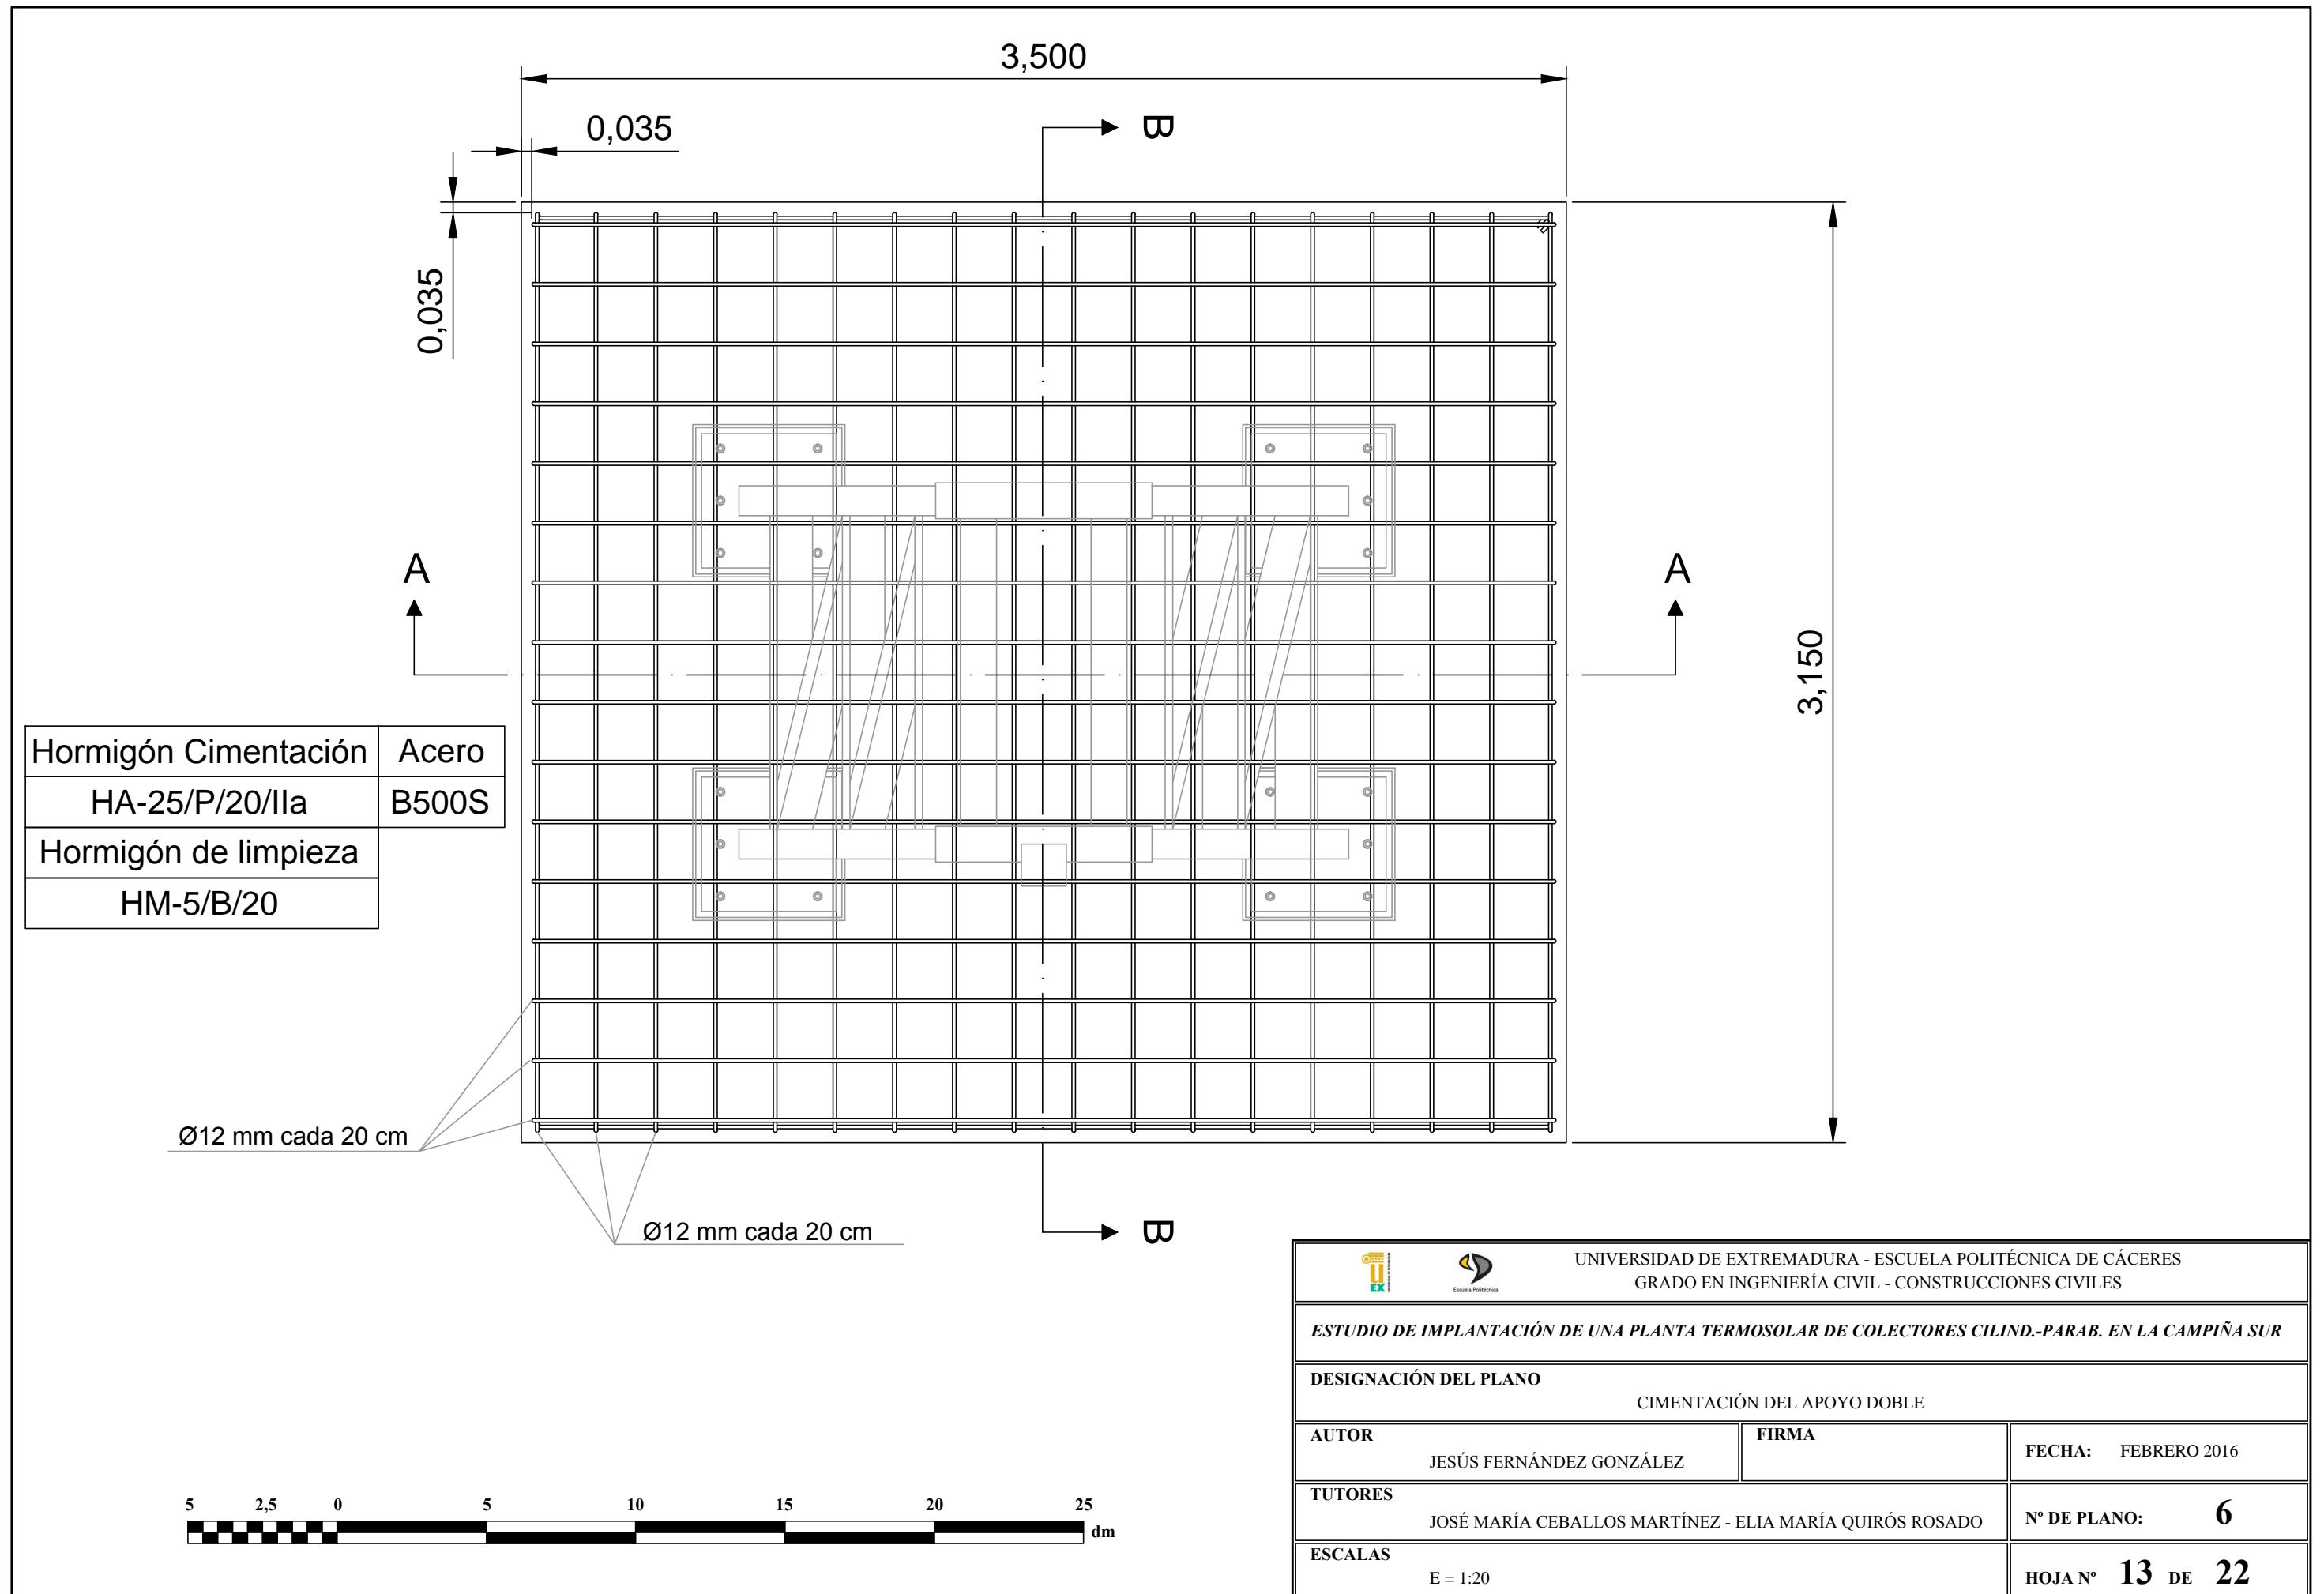 3,500
0,035
B
0,035
A
A
3,150
Hormigón Cimentación
Acero
HA-25/P/20/IIa
B500S
Hormigón de limpieza
HM-5/B/20
Ø12 mm cada 20 cm
Ø12 mm cada 20 cm
B
UEX
Escuela Politécnica
UNIVERSIDAD DE EXTREMADURA - ESCUELA POLITÉCNICA DE CÁCERES
GRADO EN INGENIERÍA CIVIL - CONSTRUCCIONES CIVILES
ESTUDIO DE IMPLANTACIÓN DE UNA PLANTA TERMOSOLAR DE COLECTORES CILIND.-PARAB. EN LA CAMPIÑA SUR
DESIGNACIÓN DEL PLANO
CIMENTACIÓN DEL APOYO DOBLE
AUTOR
JESÚS FERNÁNDEZ GONZÁLEZ
FIRMA
FECHA: FEBRERO 2016
TUTORES
JOSÉ MARÍA CEBALLOS MARTÍNEZ - ELIA MARÍA QUIRÓS ROSADO
Nº DE PLANO: 6
ESCALAS
E = 1:20
HOJA Nº 13 DE 22
5 2,5 0 5 10 15 20 25
dm